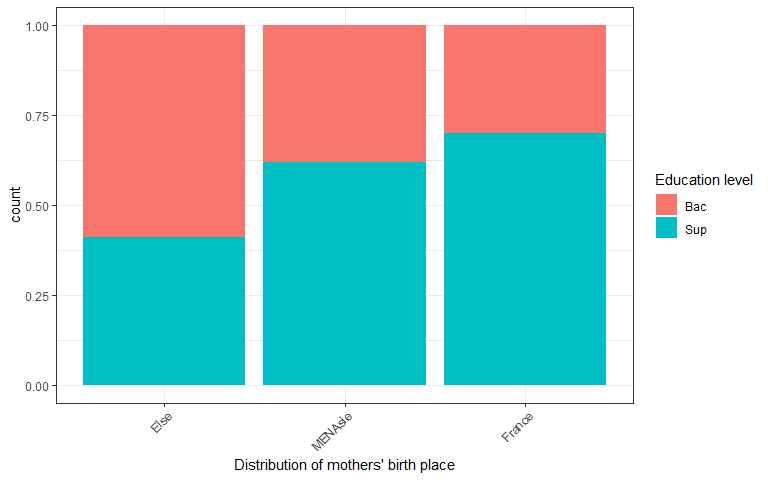 1.00
0.75
0.50
0.25
0.00
count
Else
MENAsie
France
Distribution of mothers' birth place
Education level
Bac
Sup